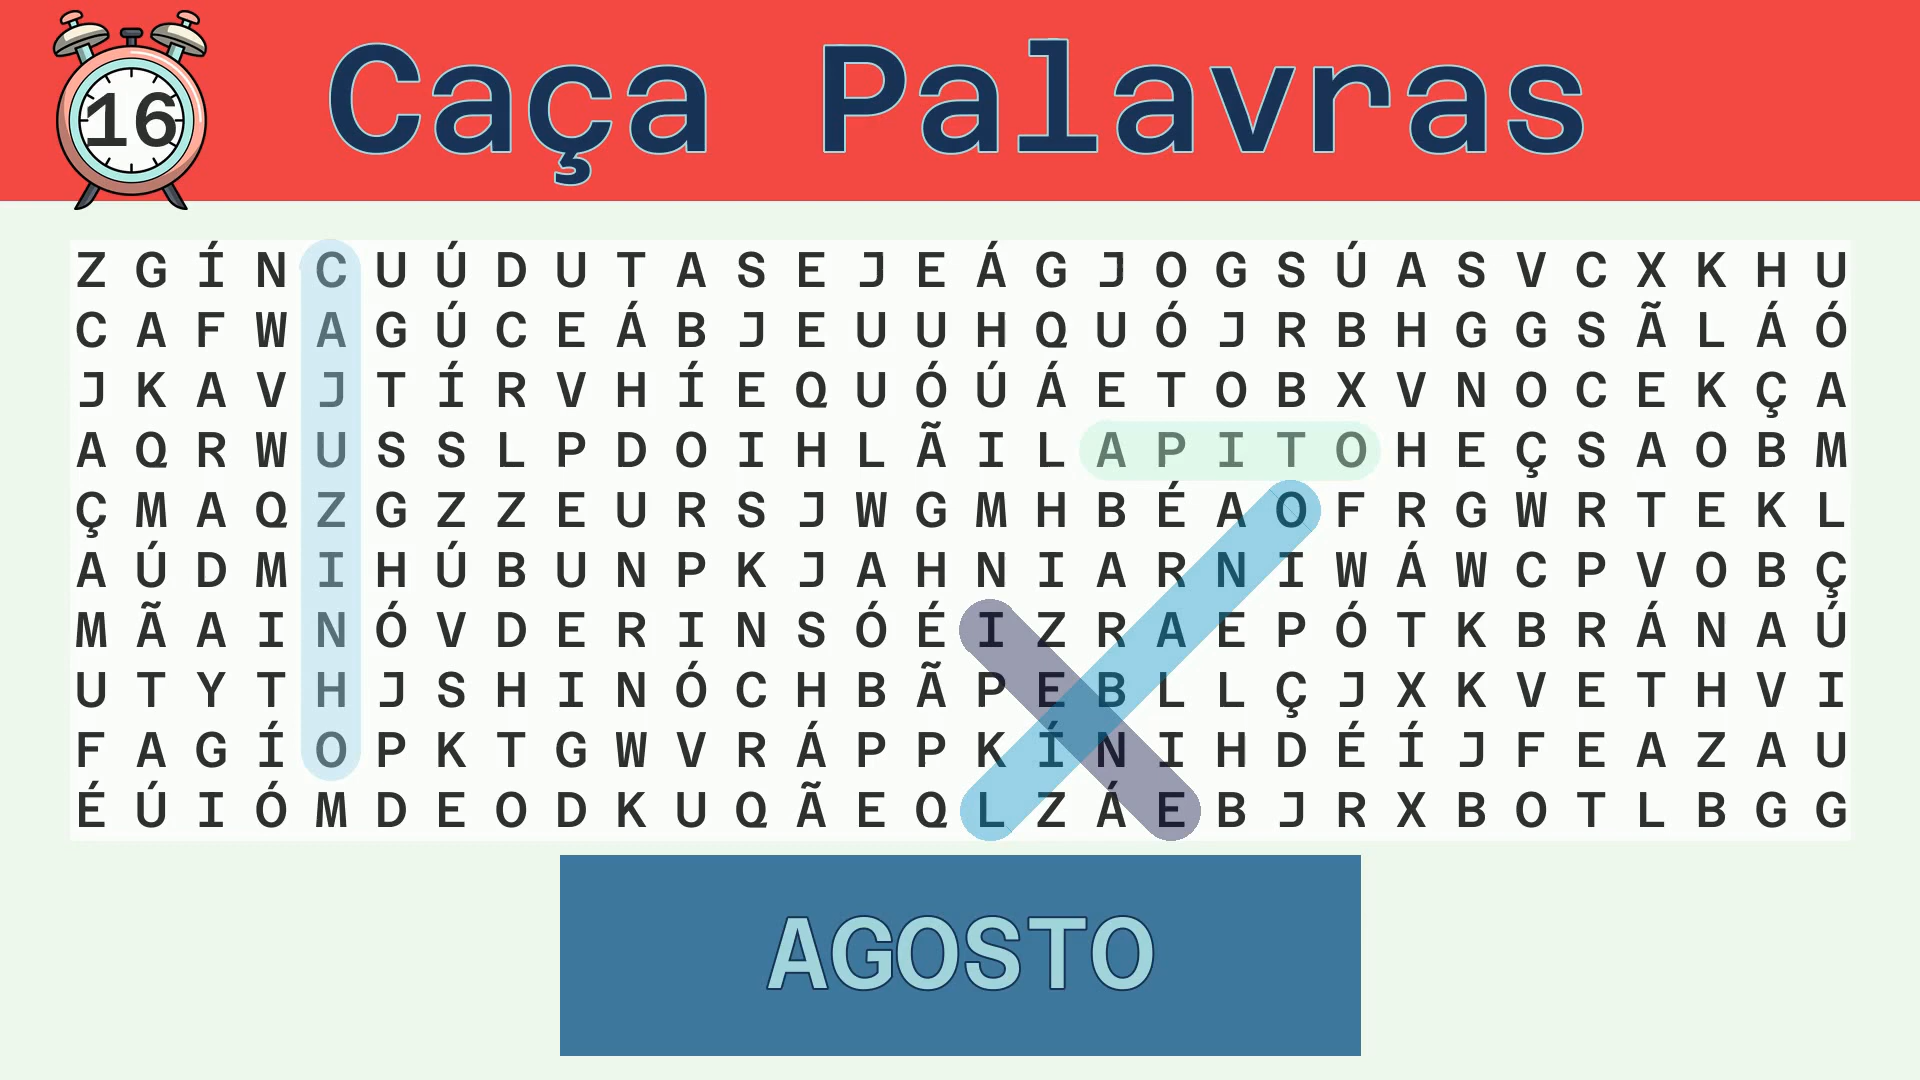 16
Caça Palavras
Z G Í N C U Ú D U T A S E J E Á G J O G S Ú A S V C X K H U
C A F W A G Ú C E Á B J E U U H Q U Ó J R B H G G S Ã L Á Ó
J K A V J T Í R V H Í E Q U Ó Ú Á E T O B X V N O C E K Ç A
A Q R W U S S L P D O I H L Ã I L A P I T O H E Ç S A O B M
Ç M A Q Z G Z Z E U R S J W G M H B É A O F R G W R T E K L
A Ú D M I H Ú B U N P K J A H N I A R N I W Á W C P V O B Ç
M Ã A I N Ó V D E R I N S Ó É I Z R A E P Ó T K B R Á N A Ú
U T Y T H J S H I N Ó C H B Ã P E B L L Ç J X K V E T H V I
F A G Í O P K T G W V R Á P P K Í N I H D É Í J F E A Z A U
É Ú I Ó M D E O D K U Q Ã E Q L Z Á E B J R X B O T L B G G
AGOSTO